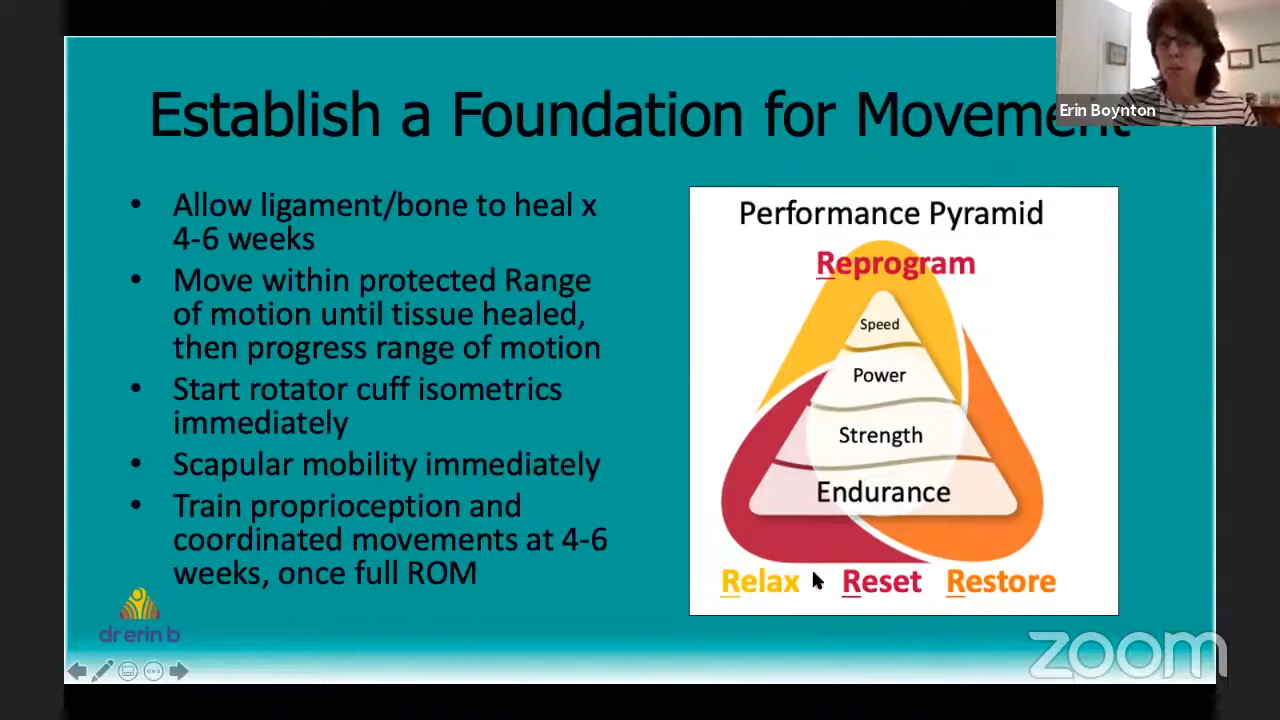 Establish a Foundation for Movement
Erin Boynton
• Allow ligament/bone to heal x
4-6 weeks
• Move within protected Range
of motion until tissue healed,
then progress range of motion
• Start rotator cuff isometrics
immediately
• Scapular mobility immediately
• Train proprioception and
coordinated movements at 4-6
weeks, once full ROM
Performance Pyramid
Reprogram
Speed
Power
Strength
Endurance
Relax Reset Restore
dr erin b
zoom